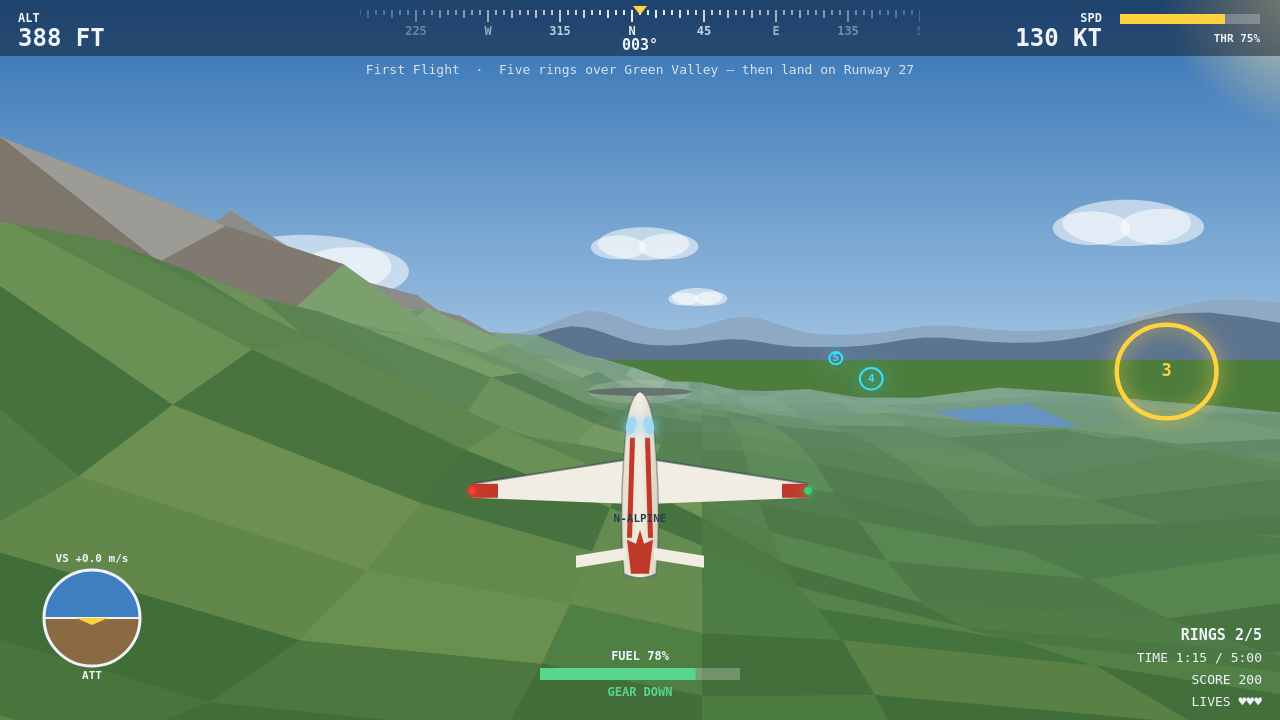 ALT
388 FT
225 W 315 N 45 E 135
003°
SPD
130 KT
THR 75%
First Flight · Five rings over Green Valley — then land on Runway 27
3
5
4
N-ALPINE
VS +0.0 m/s
ATT
FUEL 78%
GEAR DOWN
RINGS 2/5
TIME 1:15 / 5:00
SCORE 200
LIVES ♥♥♥